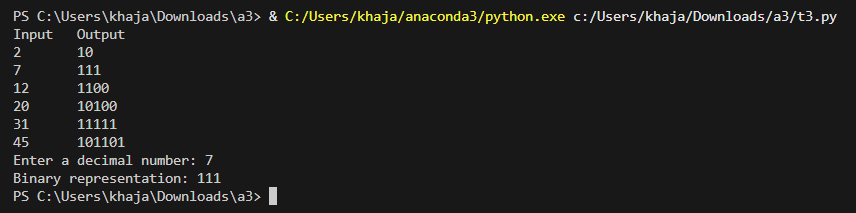 PS C:\Users\khaja\Downloads\a3> & C:/Users/khaja/anaconda3/python.exe c:/Users/khaja/Downloads/a3/t3.py
Input   Output
2       10
7       111
12      1100
20      10100
31      11111
45      101101
Enter a decimal number: 7
Binary representation: 111
PS C:\Users\khaja\Downloads\a3>